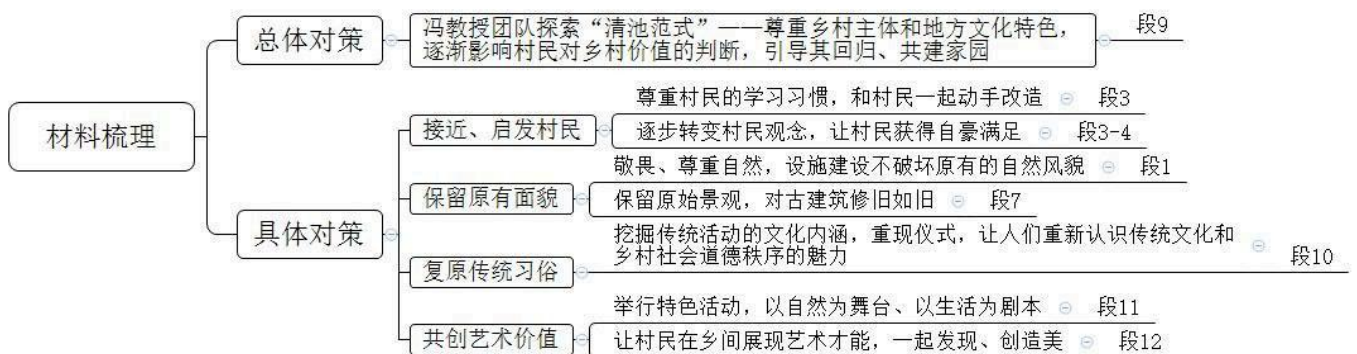 材料梳理
总体对策
冯教授团队探索“清池范式”——尊重乡村主体和地方文化特色，
逐渐影响村民对乡村价值的判断，引导其回归、共建家园
段9
具体对策
接近、启发村民
尊重村民的学习习惯，和村民一起动手改造
段3
逐步转变村民观念，让村民获得自豪满足
段3-4
保留原有面貌
敬畏、尊重自然，设施建设不破坏原有的自然风貌
段1
保留原始景观，对古建筑修旧如旧
段7
复原传统习俗
挖掘传统活动的文化内涵，重现仪式，让人们重新认识传统文化和
乡村社会道德秩序的魅力
段10
共创艺术价值
举行特色活动，以自然为舞台、以生活为剧本
段11
让村民在乡间展现艺术才能，一起发现、创造美
段12